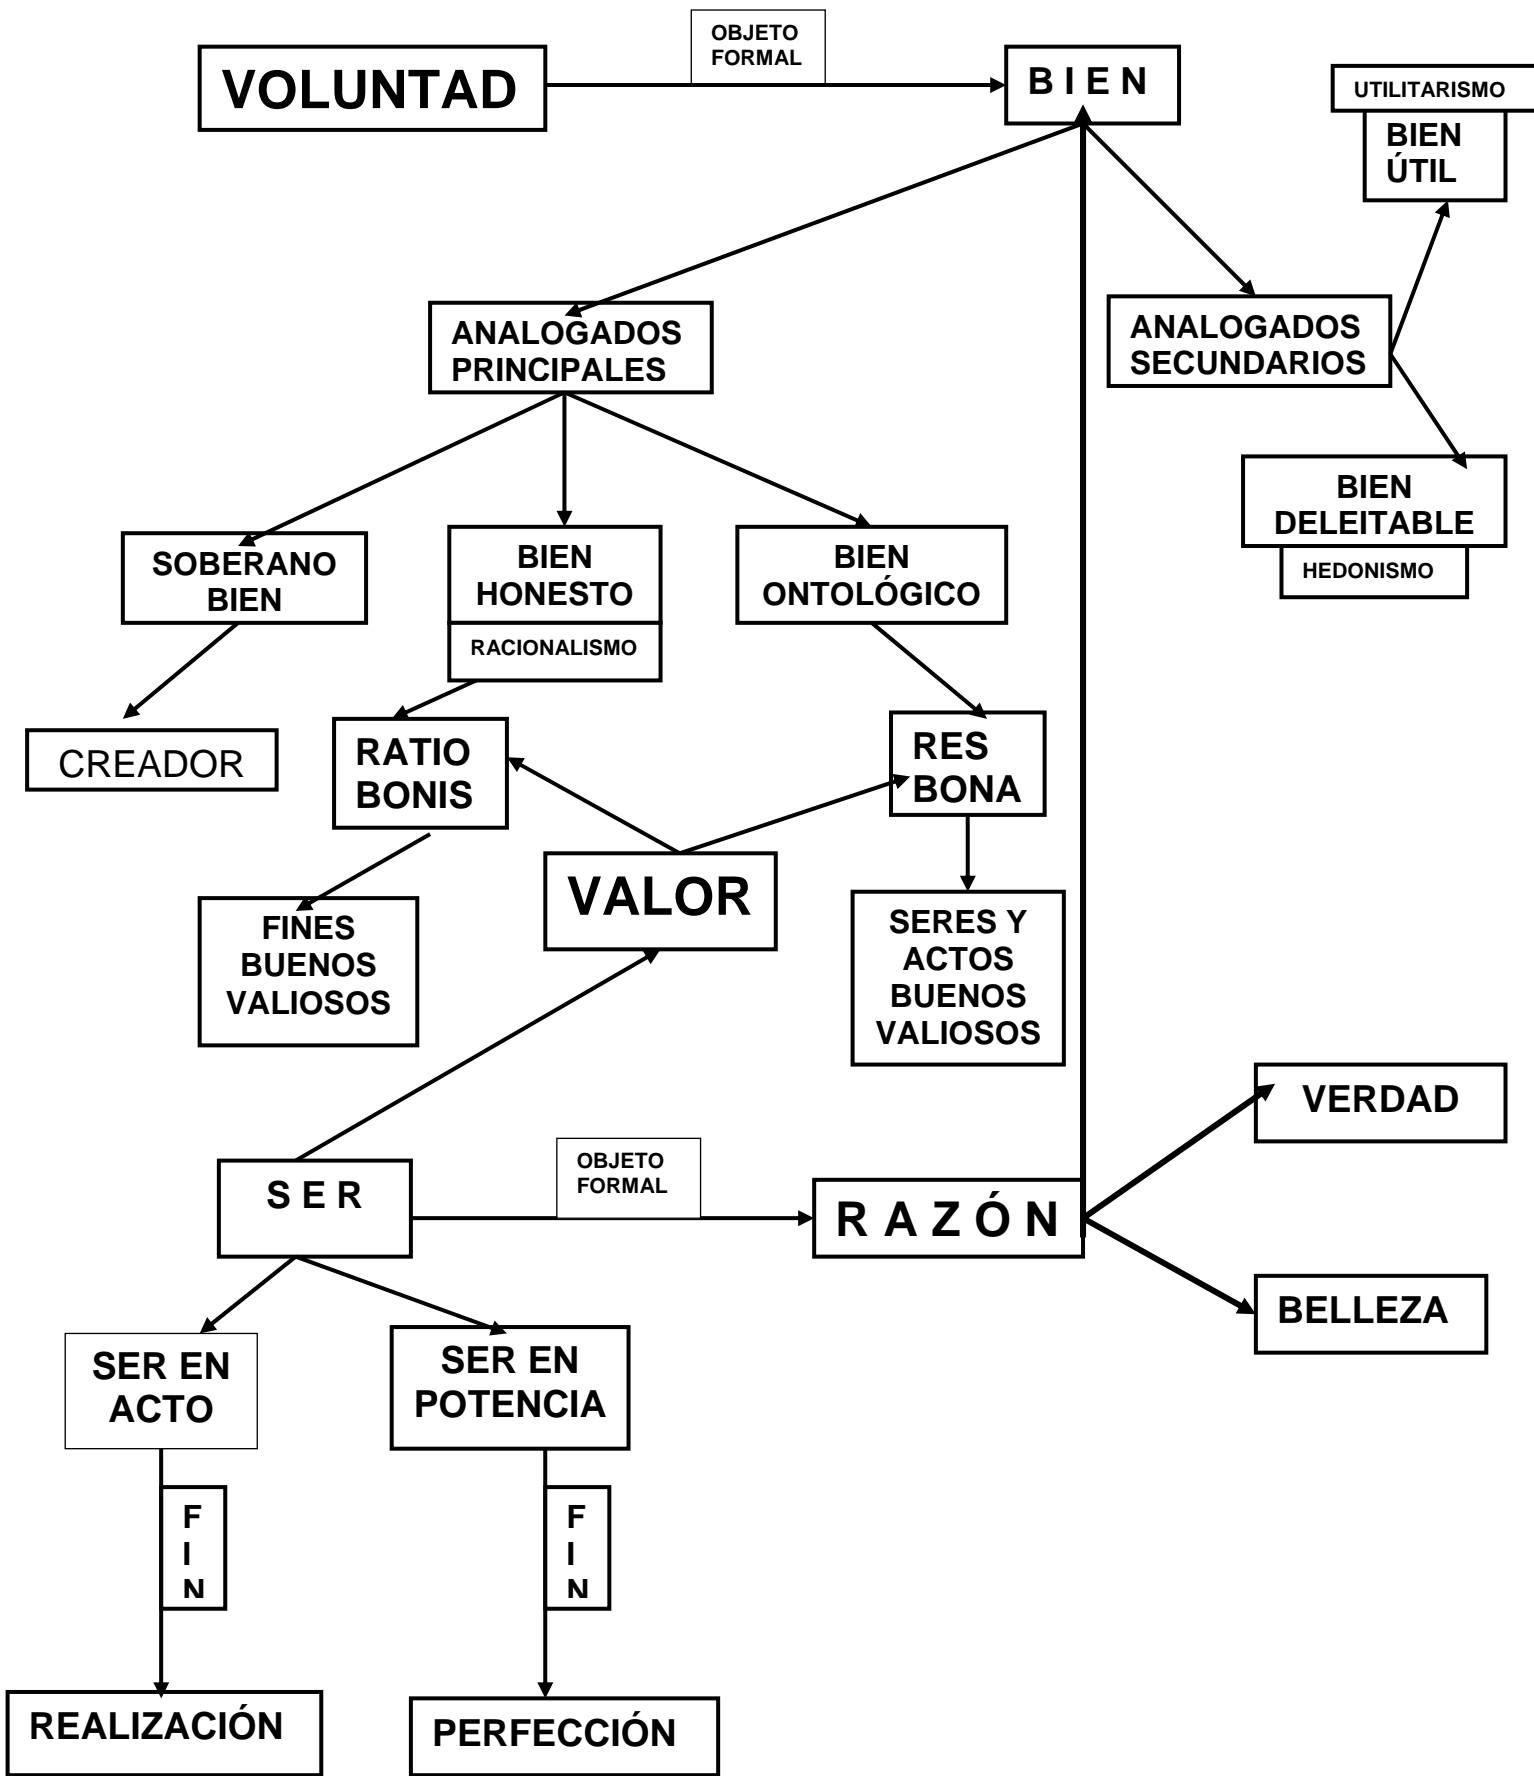 OBJETO
FORMAL
VOLUNTAD
B I E N
UTILITARISMO
BIEN
ÚTIL
ANALOGADOS
PRINCIPALES
ANALOGADOS
SECUNDARIOS
BIEN
DELEITABLE
HEDONISMO
SOBERANO
BIEN
BIEN
HONESTO
RACIONALISMO
BIEN
ONTOLÓGICO
CREADOR
RATIO
BONIS
RES
BONA
VALOR
FINES
BUENOS
VALIOSOS
SERES Y
ACTOS
BUENOS
VALIOSOS
VERDAD
OBJETO
FORMAL
S E R
R A Z Ó N
BELLEZA
SER EN
ACTO
SER EN
POTENCIA
F
I
N
F
I
N
REALIZACIÓN
PERFECCIÓN